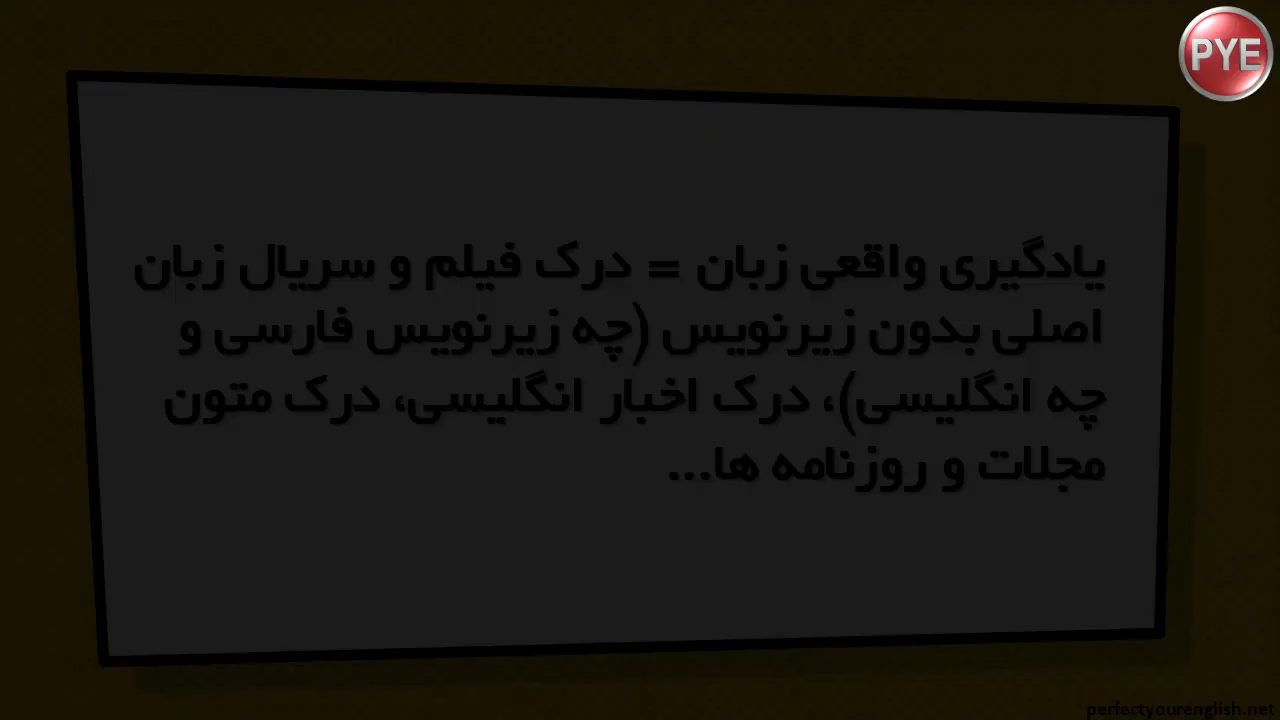 PYE
یادگیری واقعی زبان = درک فیلم و سریال زبان
اصلی بدون زیرنویس (چه زیرنویس فارسی و
چه انگلیسی)، درک اخبار انگلیسی، درک متون
مجلات و روزنامه ها...
perfectyourenglish.net